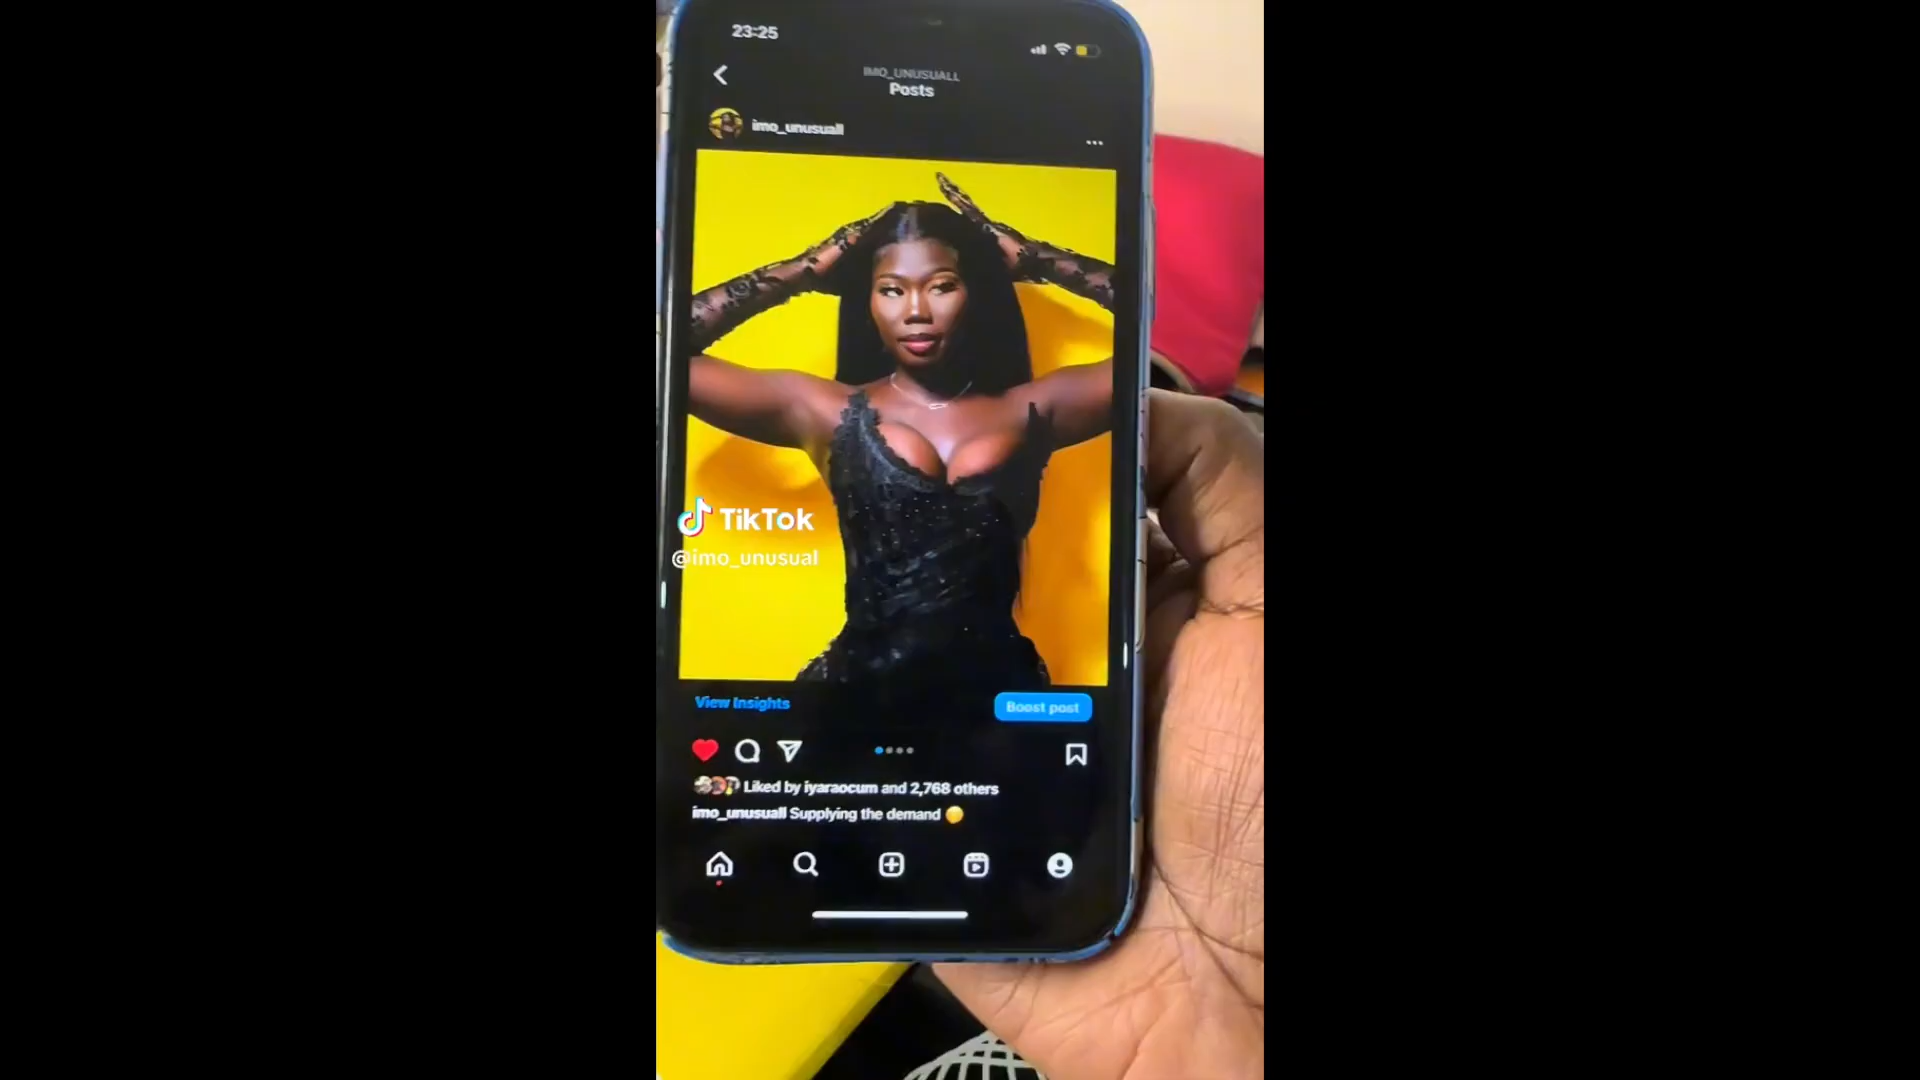 23:25
IMO_UNUSUALL
Posts
imo_unusuall
TikTok
@imo_unusual
View Insights
Boost post
Liked by iyaraocum and 2,768 others
imo_unusuall Supplying the demand